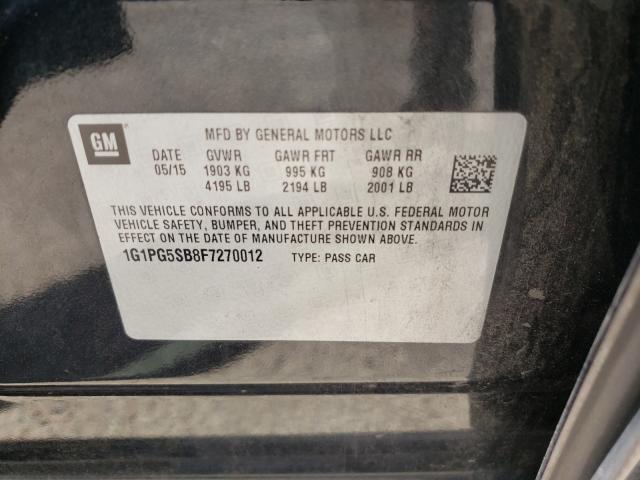 GM
MFD BY GENERAL MOTORS LLC
DATE GVWR GAWR FRT GAWR RR
05/15 1903 KG 995 KG 908 KG
4195 LB 2194 LB 2001 LB
THIS VEHICLE CONFORMS TO ALL APPLICABLE U.S. FEDERAL MOTOR
VEHICLE SAFETY, BUMPER, AND THEFT PREVENTION STANDARDS IN
EFFECT ON THE DATE OF MANUFACTURE SHOWN ABOVE.
1G1PG5SB8F7270012 TYPE: PASS CAR